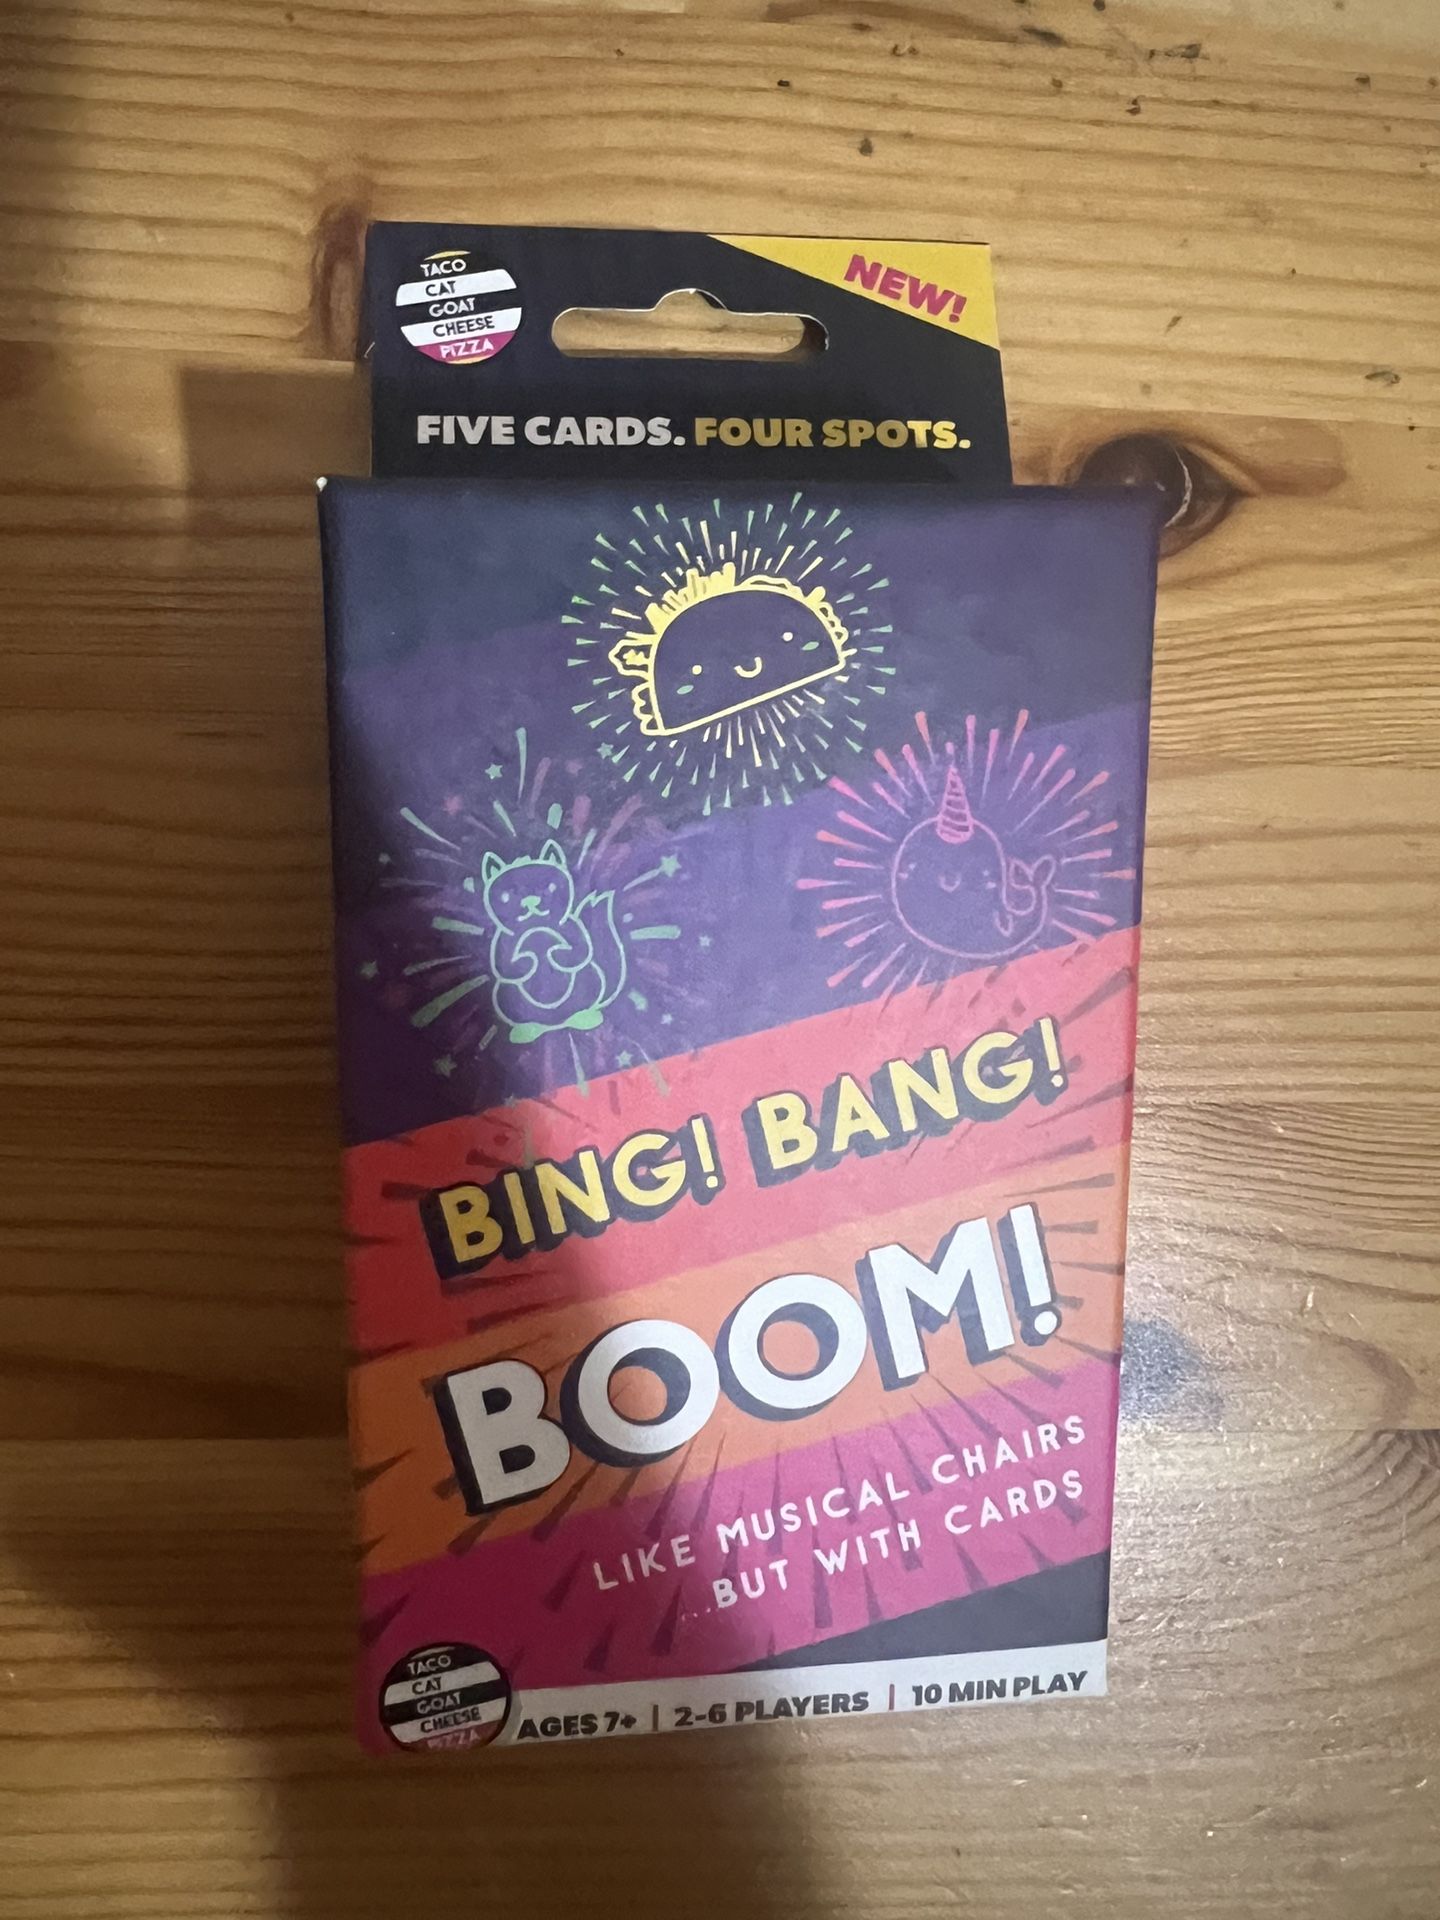 TACO
CAT
GOAT
CHEESE
PIZZA
NEW!
FIVE CARDS. FOUR SPOTS.
BING! BANG!
BOOM!
LIKE MUSICAL CHAIRS
...BUT WITH CARDS
TACO
CAT
GOAT
CHEESE
PIZZA
AGES 7+ | 2-6 PLAYERS | 10 MIN PLAY